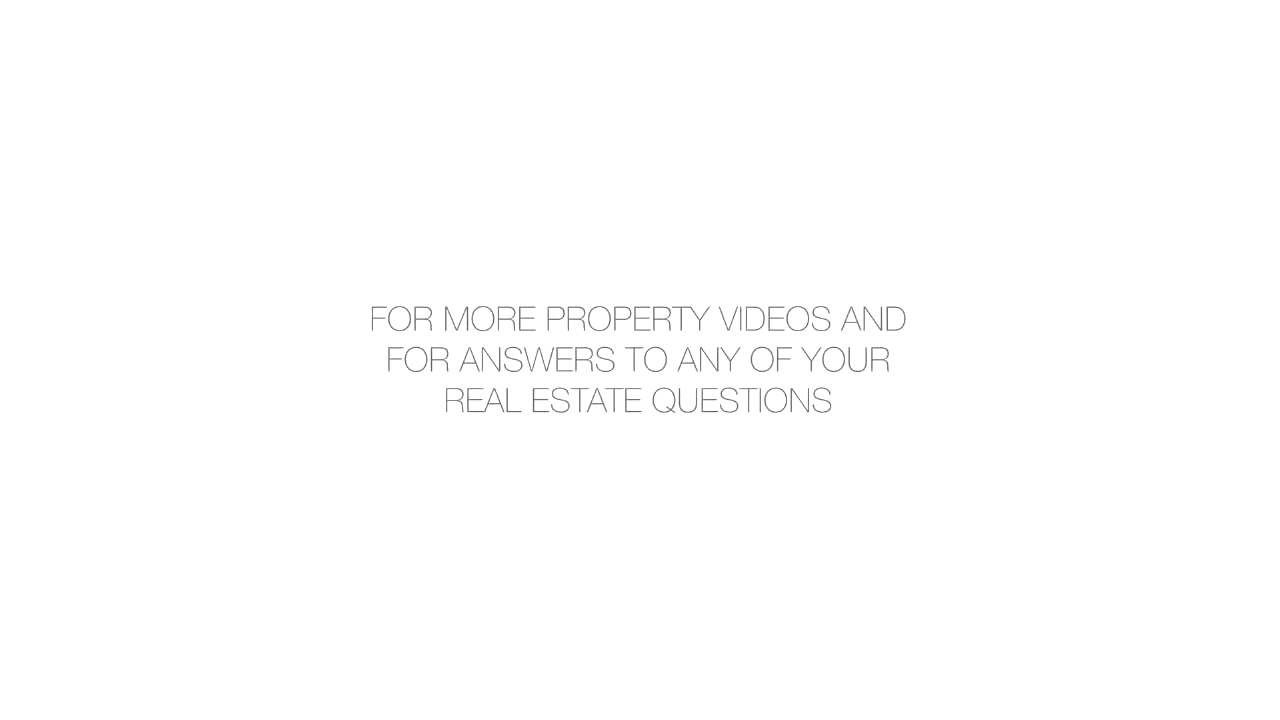 FOR MORE PROPERTY VIDEOS AND
FOR ANSWERS TO ANY OF YOUR
REAL ESTATE QUESTIONS